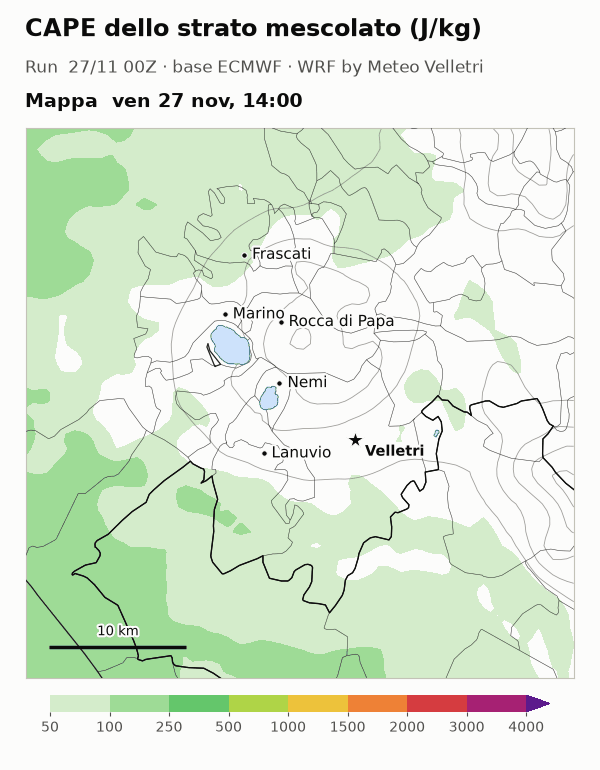 CAPE dello strato mescolato (J/kg)
Run  27/11 00Z · base ECMWF · WRF by Meteo Velletri
Mappa  ven 27 nov, 14:00
Frascati
Marino
Rocca di Papa
Nemi
Velletri
Lanuvio
10 km
50 100 250 500 1000 1500 2000 3000 4000